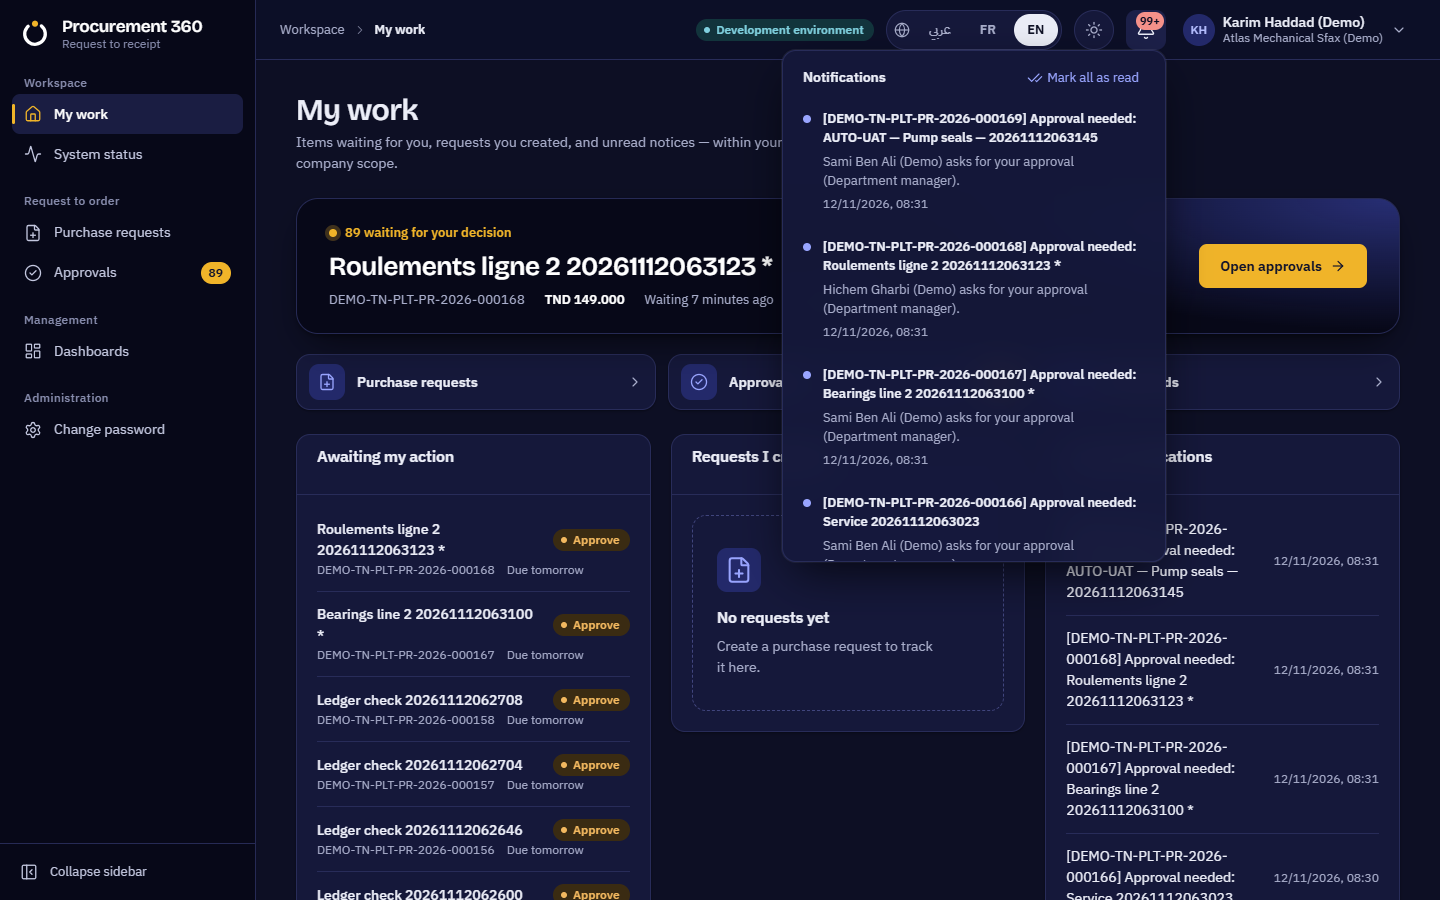 Procurement 360
Request to receipt
Workspace
My work
System status
Request to order
Purchase requests
Approvals
89
Management
Dashboards
Administration
Change password
Collapse sidebar
Workspace
My work
Development environment
عربي
FR
EN
99+
KH
Karim Haddad (Demo)
Atlas Mechanical Sfax (Demo)
My work
Items waiting for you, requests you created, and unread notices — within your
company scope.
89 waiting for your decision
Roulements ligne 2 20261112063123 *
DEMO-TN-PLT-PR-2026-000168
TND 149.000
Waiting 7 minutes ago
Open approvals
Purchase requests
Notifications
Mark all as read
[DEMO-TN-PLT-PR-2026-000169] Approval needed:
AUTO-UAT — Pump seals — 20261112063145
Sami Ben Ali (Demo) asks for your approval
(Department manager).
12/11/2026, 08:31
[DEMO-TN-PLT-PR-2026-000168] Approval needed:
Roulements ligne 2 20261112063123 *
Hichem Gharbi (Demo) asks for your approval
(Department manager).
12/11/2026, 08:31
[DEMO-TN-PLT-PR-2026-000167] Approval needed:
Bearings line 2 20261112063100 *
Sami Ben Ali (Demo) asks for your approval
(Department manager).
12/11/2026, 08:31
[DEMO-TN-PLT-PR-2026-000166] Approval needed:
Service 20261112063023
Sami Ben Ali (Demo) asks for your approval
Awaiting my action
Roulements ligne 2
20261112063123 *
Approve
DEMO-TN-PLT-PR-2026-000168
Due tomorrow
Bearings line 2 20261112063100
*
Approve
DEMO-TN-PLT-PR-2026-000167
Due tomorrow
Ledger check 20261112062708
Approve
DEMO-TN-PLT-PR-2026-000158
Due tomorrow
Ledger check 20261112062704
Approve
DEMO-TN-PLT-PR-2026-000157
Due tomorrow
Ledger check 20261112062646
Approve
DEMO-TN-PLT-PR-2026-000156
Due tomorrow
Ledger check 20261112062600
Approve
Requests I
No requests yet
Create a purchase request to track
it here.
AUTO-UAT — Pump seals —
20261112063145
12/11/2026, 08:31
[DEMO-TN-PLT-PR-2026-
000168] Approval needed:
Roulements ligne 2
20261112063123 *
12/11/2026, 08:31
[DEMO-TN-PLT-PR-2026-
000167] Approval needed:
Bearings line 2
20261112063100 *
12/11/2026, 08:31
[DEMO-TN-PLT-PR-2026-
000166] Approval needed:
Service 20261112063023
12/11/2026, 08:30